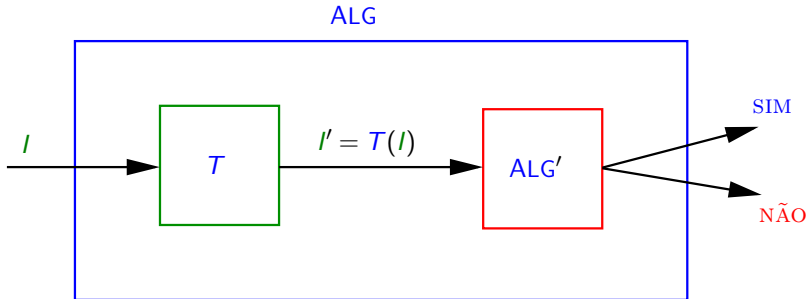 ALG
I
T
I′ = T(I)
ALG′
SIM
NÃO